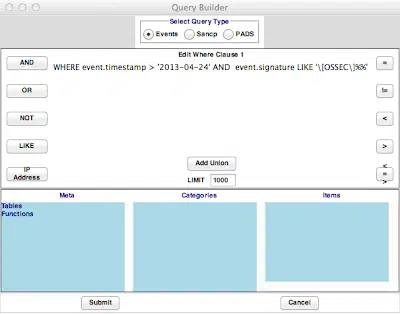 Query Builder
Select Query Type
Events Sancp PADS
Edit Where Clause 1
AND
WHERE event.timestamp > '2013-04-24' AND event.signature LIKE '\[OSSEC\]%%'
=
OR
!=
NOT
<
LIKE
>
IP Address
< = >
Add Union
LIMIT 1000
Meta Categories Items
Tables
Functions
Submit Cancel